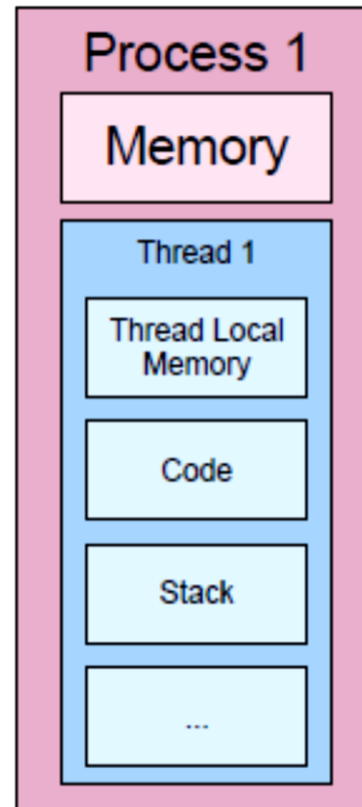 Process 1
Memory
Thread 1
Thread Local
Memory
Code
Stack
...